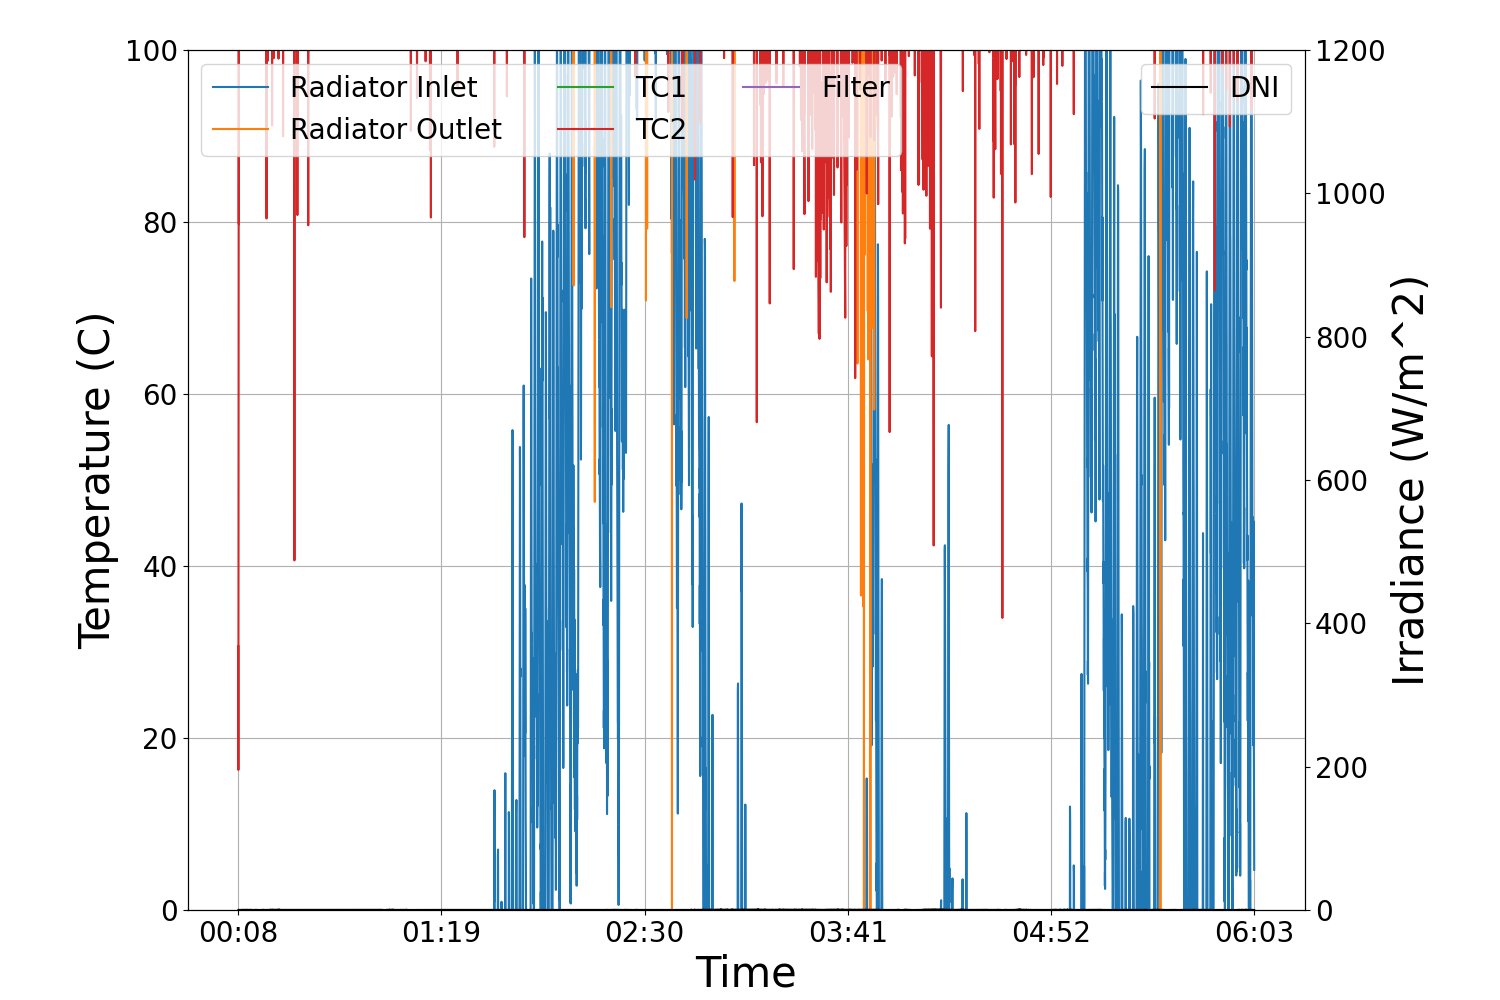 100
80
60
40
20
0
Temperature (C)
Radiator Inlet
Radiator Outlet
TC1
TC2
Filter
DNI
1200
1000
800
600
400
200
0
Irradiance (W/m^2)
00:08
01:19
02:30
03:41
04:52
06:03
Time